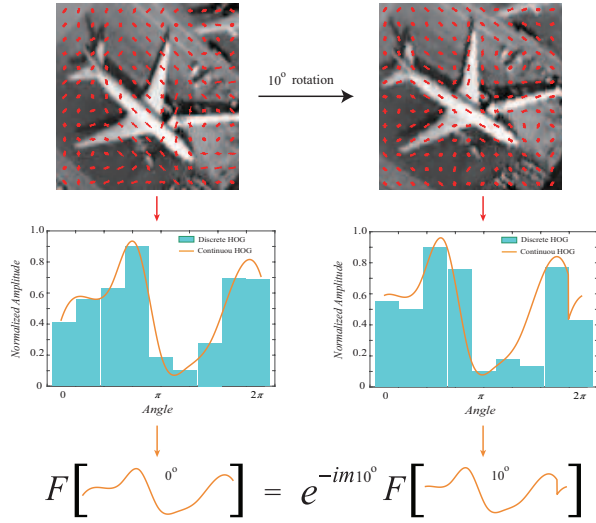 10° rotation
1.0
0.8
0.6
0.4
0.2
0
Normalized Amplitude
Discrete HOG
Continuou HOG
0 π 2π
Angle
1.0
0.8
0.6
0.4
0.2
0
Normalized Amplitude
Discrete HOG
Continuou HOG
0 π 2π
Angle
F[ 0° ] = e^{-im10°} F[ 10° ]